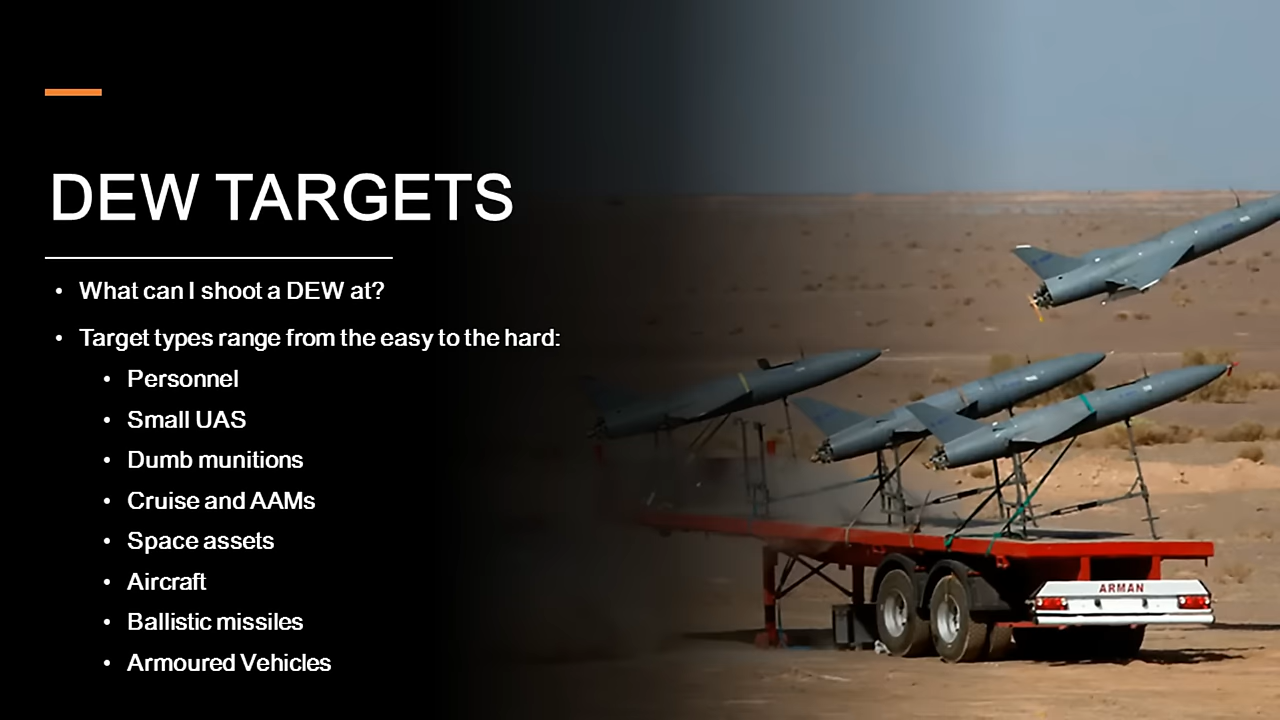 DEW TARGETS
• What can I shoot a DEW at?
• Target types range from the easy to the hard:
• Personnel
• Small UAS
• Dumb munitions
• Cruise and AAMs
• Space assets
• Aircraft
• Ballistic missiles
• Armoured Vehicles
ARMAN